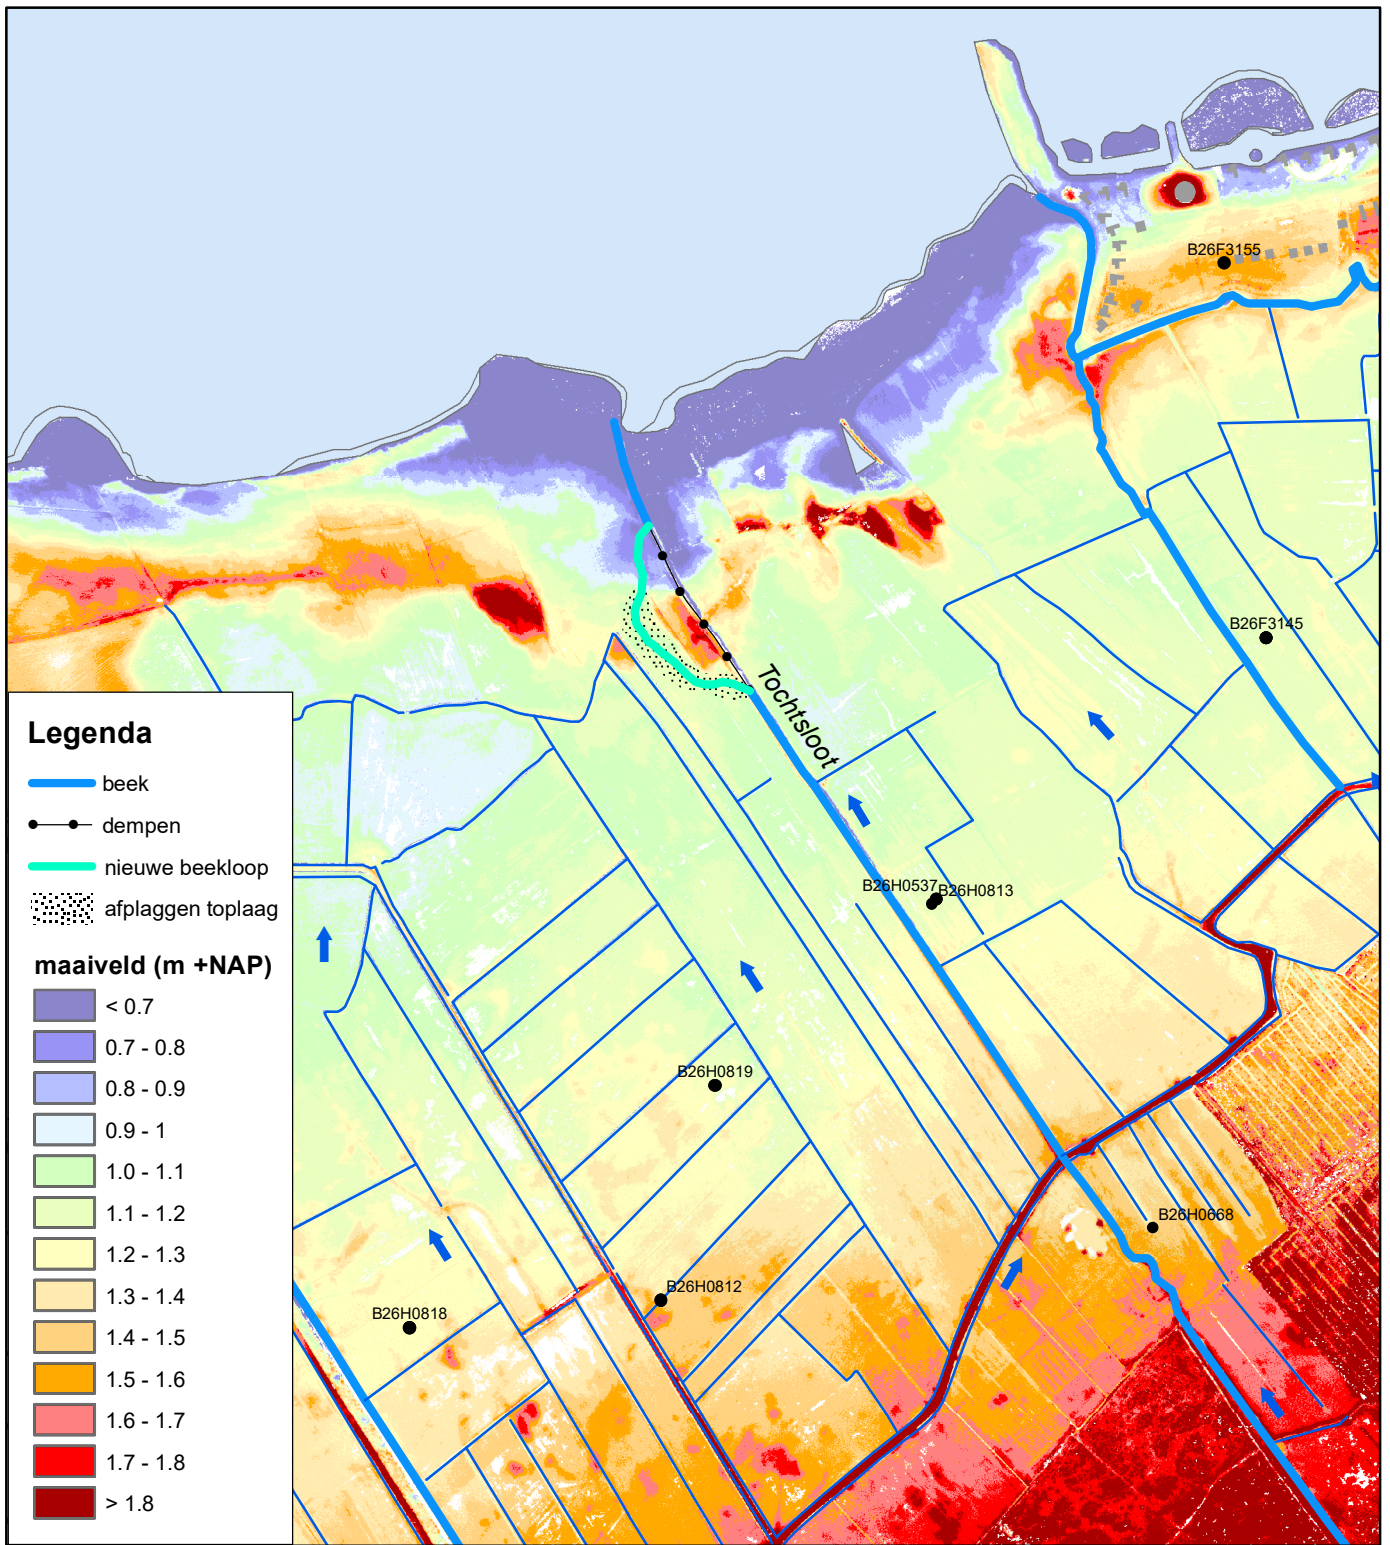 B26F3155
B26F3145
Tochtsloot
B26H0537
B26H0813
B26H0819
B26H0668
B26H0812
B26H0818
Legenda
beek
dempen
nieuwe beekloop
afplaggen toplaag
maaiveld (m +NAP)
< 0.7
0.7 - 0.8
0.8 - 0.9
0.9 - 1
1.0 - 1.1
1.1 - 1.2
1.2 - 1.3
1.3 - 1.4
1.4 - 1.5
1.5 - 1.6
1.6 - 1.7
1.7 - 1.8
> 1.8